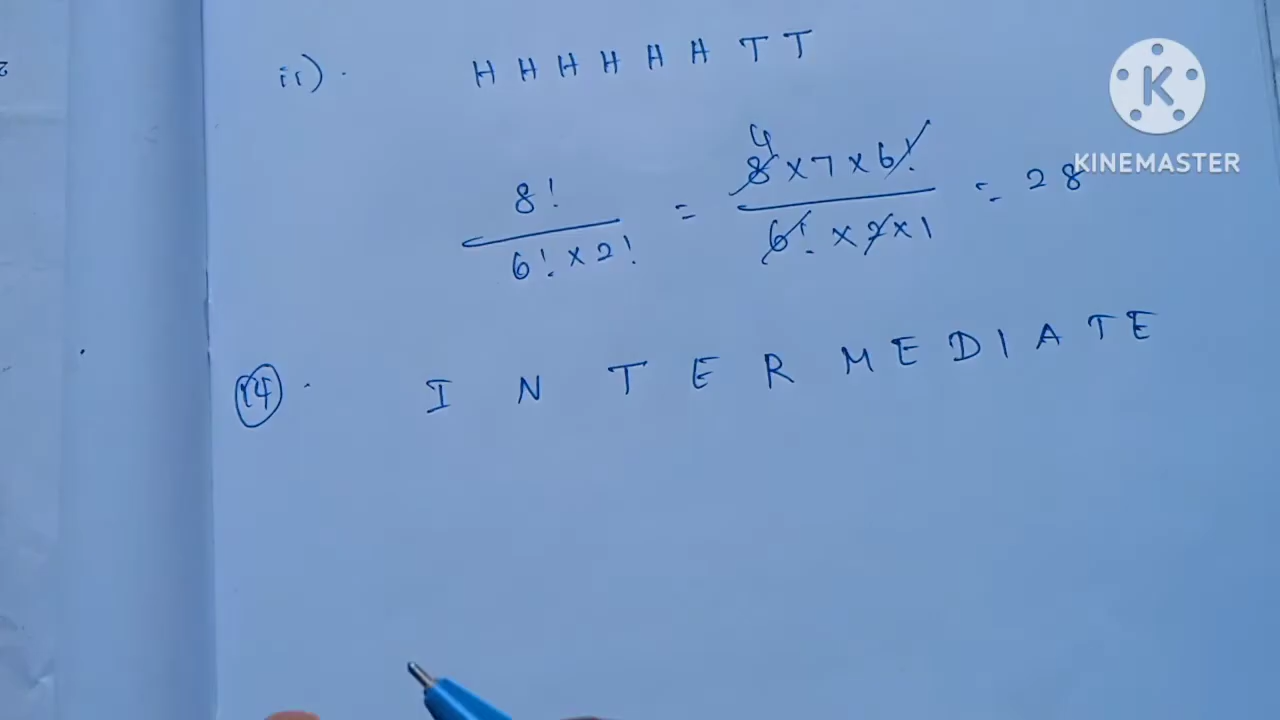 ii). H H H H H H T T
8! / 6! × 2! = 8 4 × 7 × 6! / 6! × 2 × 1 = 28
K
KINEMASTER
14. I N T E R M E D I A T E